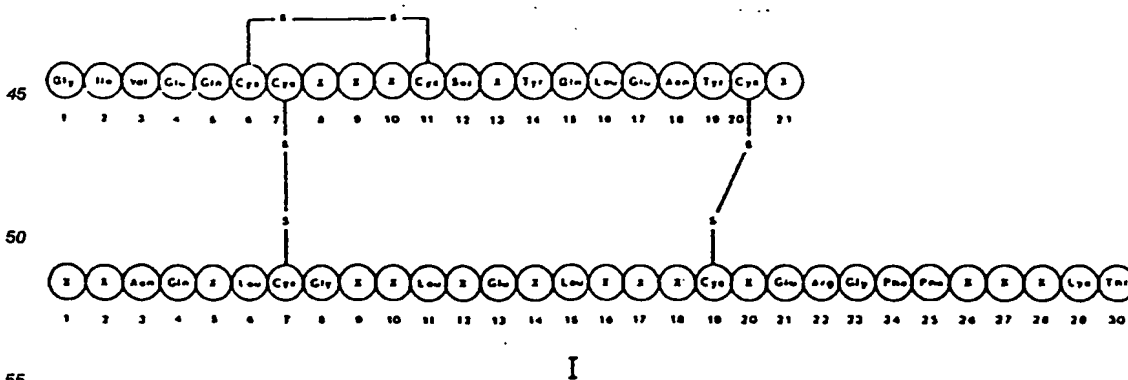 S S
Gly Ile Val Glu Gln Cys Cys X X X Cys Ser X Tyr Gln Leu Glu Asn Tyr Cys X
45
1 2 3 4 5 6 7 8 9 10 11 12 13 14 15 16 17 18 19 20 21
S S
S S
50
X X Asn Gln X Leu Cys Gly X X Leu X Glu X Leu X X X Cys X Glu Arg Gly Phe Phe X X X Lys Thr
1 2 3 4 5 6 7 8 9 10 11 12 13 14 15 16 17 18 19 20 21 22 23 24 25 26 27 28 29 30
I
55